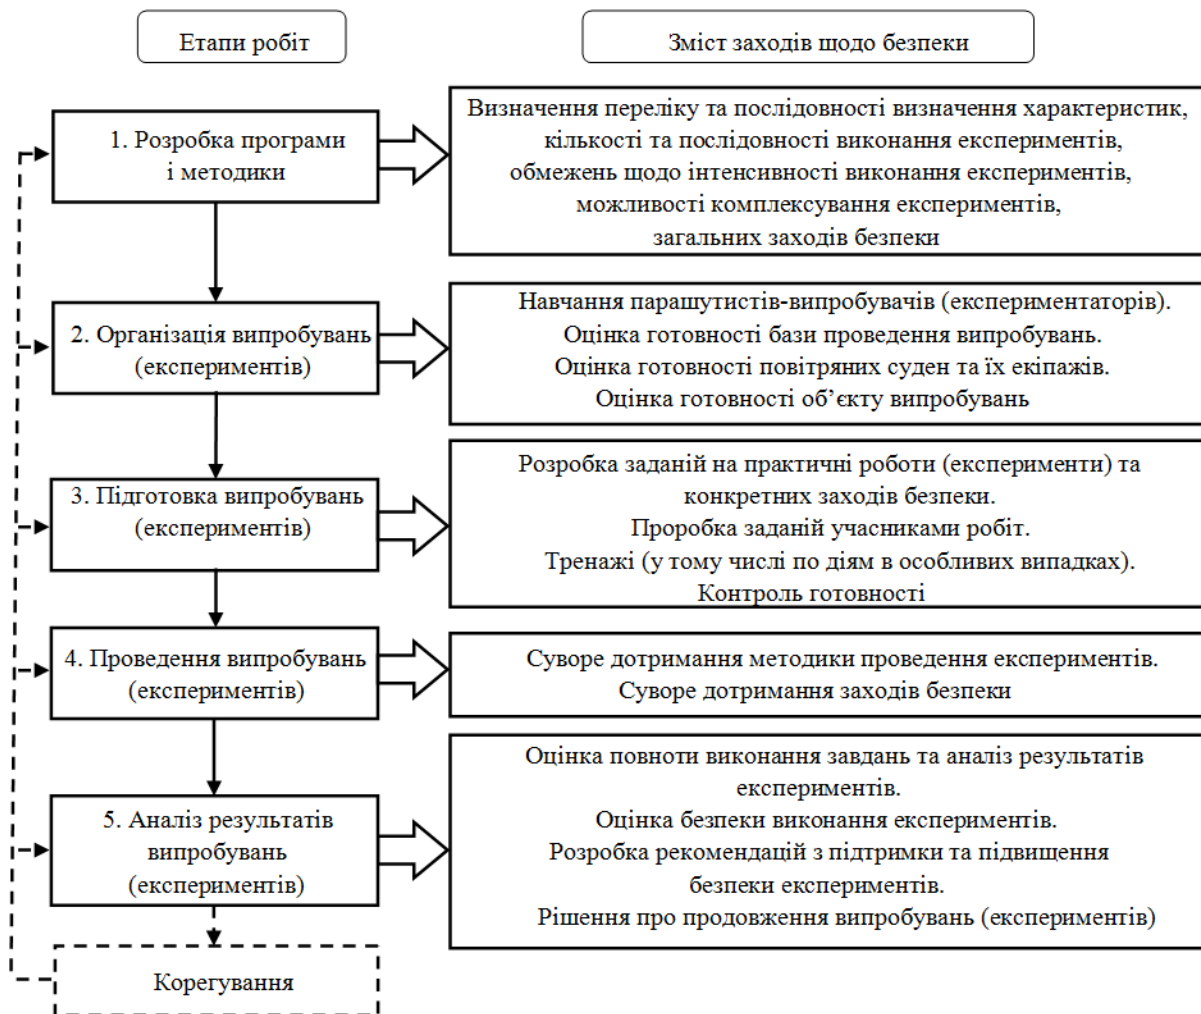 Етапи робіт
Зміст заходів щодо безпеки
1. Розробка програми
і методики
Визначення переліку та послідовності визначення характеристик,
кількості та послідовності виконання експериментів,
обмежень щодо інтенсивності виконання експериментів,
можливості комплексування експериментів,
загальних заходів безпеки
2. Організація випробувань
(експериментів)
Навчання парашутистів-випробувачів (експериментаторів).
Оцінка готовності бази проведення випробувань.
Оцінка готовності повітряних суден та їх екіпажів.
Оцінка готовності об’єкту випробувань
3. Підготовка випробувань
(експериментів)
Розробка заданій на практичні роботи (експерименти) та
конкретних заходів безпеки.
Проробка заданій учасниками робіт.
Тренажі (у тому числі по діям в особливих випадках).
Контроль готовності
4. Проведення випробувань
(експериментів)
Суворе дотримання методики проведення експериментів.
Суворе дотримання заходів безпеки
5. Аналіз результатів
випробувань
(експериментів)
Оцінка повноти виконання завдань та аналіз результатів
експериментів.
Оцінка безпеки виконання експериментів.
Розробка рекомендацій з підтримки та підвищення
безпеки експериментів.
Рішення про продовження випробувань (експериментів)
Корегування